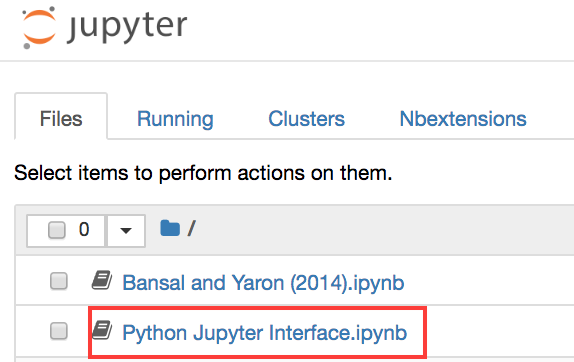 jupyter
Files Running Clusters Nbextensions
Select items to perform actions on them.
0 /
Bansal and Yaron (2014).ipynb
Python Jupyter Interface.ipynb